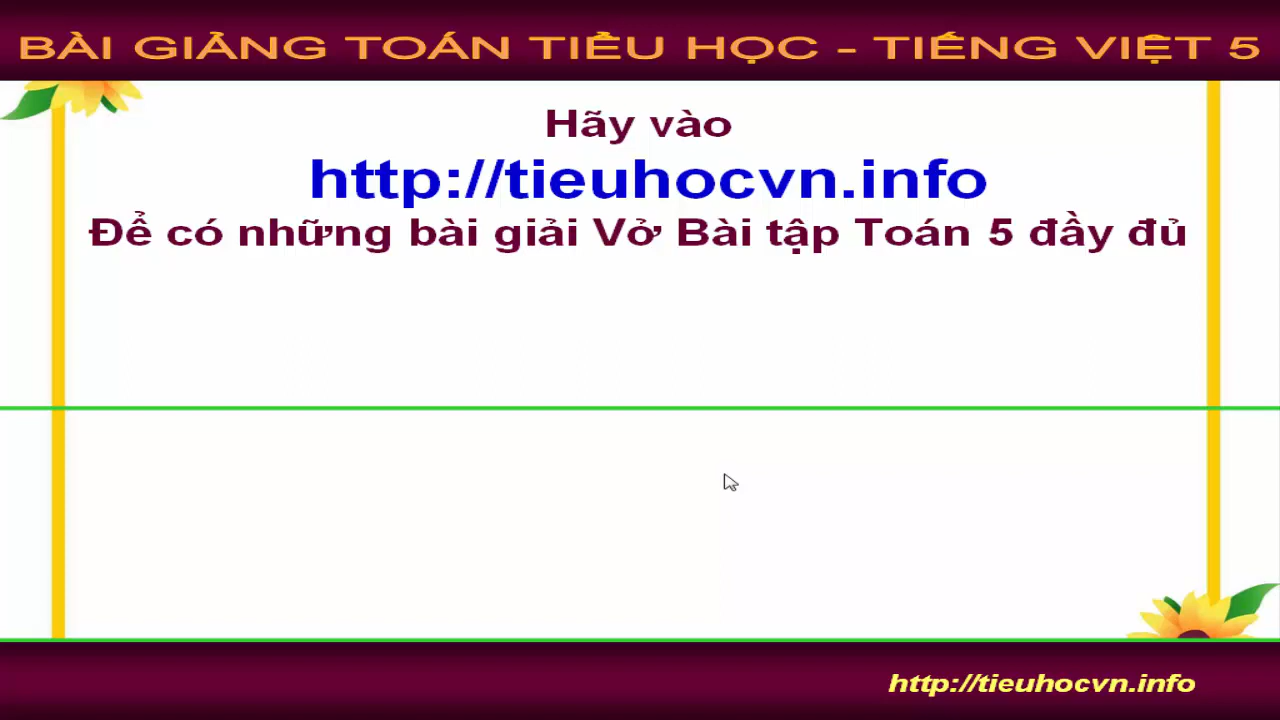 BÀI GIẢNG TOÁN TIỂU HỌC - TIẾNG VIỆT 5
Hãy vào
http://tieuhocvn.info
Để có những bài giải Vở Bài tập Toán 5 đầy đủ
http://tieuhocvn.info